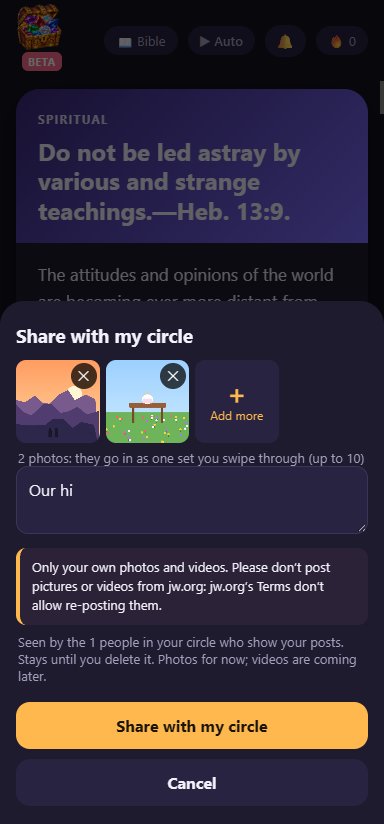 Bible
Auto
0
BETA
SPIRITUAL
Do not be led astray by
various and strange
teachings.—Heb. 13:9.
The attitudes and opinions of the world
are becoming ever more distant from
Share with my circle
Add more
2 photos: they go in as one set you swipe through (up to 10)
Our hi
Only your own photos and videos. Please don’t post
pictures or videos from jw.org: jw.org’s Terms don’t
allow re-posting them.
Seen by the 1 people in your circle who show your posts.
Stays until you delete it. Photos for now; videos are coming
later.
Share with my circle
Cancel